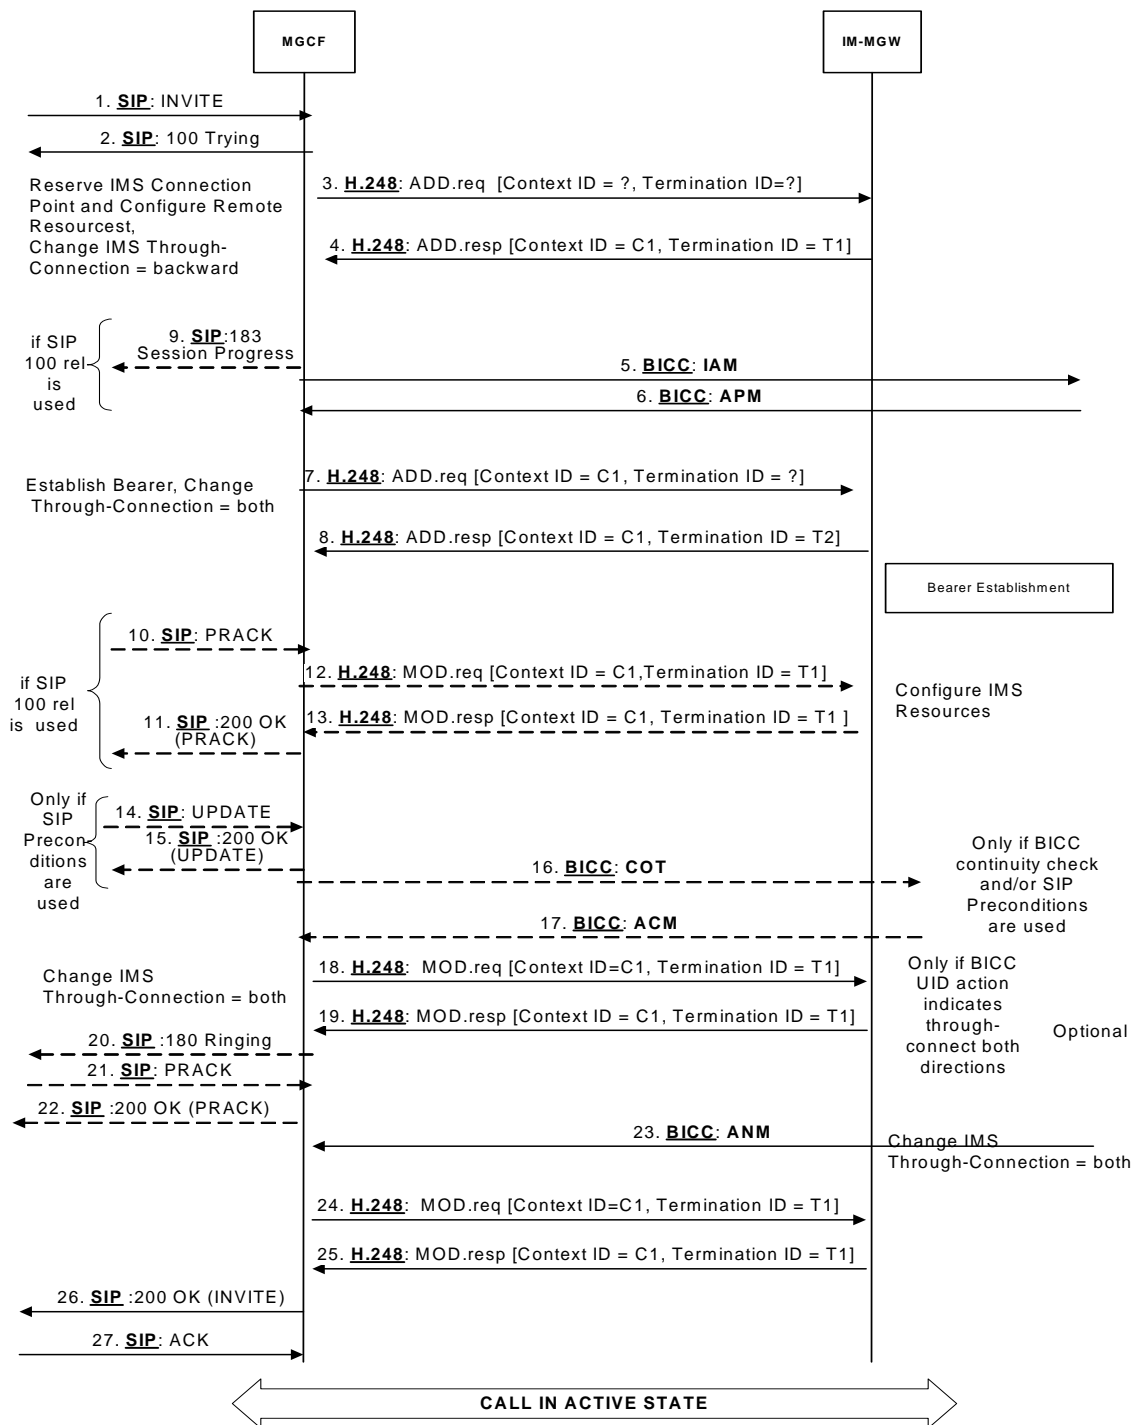 MGCF
IM-MGW
1. SIP: INVITE
2. SIP: 100 Trying
Reserve IMS Connection
Point and Configure Remote
Resourcest,
Change IMS Through-
Connection = backward
3. H.248: ADD.req [Context ID = ?, Termination ID=?]
4. H.248: ADD.resp [Context ID = C1, Termination ID = T1]
if SIP
100 rel
is
used
9. SIP:183
Session Progress
5. BICC: IAM
6. BICC: APM
Establish Bearer, Change
Through-Connection = both
7. H.248: ADD.req [Context ID = C1, Termination ID = ?]
8. H.248: ADD.resp [Context ID = C1, Termination ID = T2]
Bearer Establishment
if SIP
100 rel
is used
10. SIP: PRACK
12. H.248: MOD.req [Context ID = C1,Termination ID = T1]
11. SIP :200 OK
(PRACK)
13. H.248: MOD.resp [Context ID = C1, Termination ID = T1 ]
Configure IMS
Resources
Only if
SIP
Precon
ditions
are
used
14. SIP: UPDATE
15. SIP :200 OK
(UPDATE)
16. BICC: COT
Only if BICC
continuity check
and/or SIP
Preconditions
are used
17. BICC: ACM
Change IMS
Through-Connection = both
18. H.248: MOD.req [Context ID=C1, Termination ID = T1]
19. H.248: MOD.resp [Context ID = C1, Termination ID = T1]
Only if BICC
UID action
indicates
through-
connect both
directions
Optional
20. SIP :180 Ringing
21. SIP: PRACK
22. SIP :200 OK (PRACK)
23. BICC: ANM
Change IMS
Through-Connection = both
24. H.248: MOD.req [Context ID=C1, Termination ID = T1]
25. H.248: MOD.resp [Context ID = C1, Termination ID = T1]
26. SIP :200 OK (INVITE)
27. SIP: ACK
CALL IN ACTIVE STATE